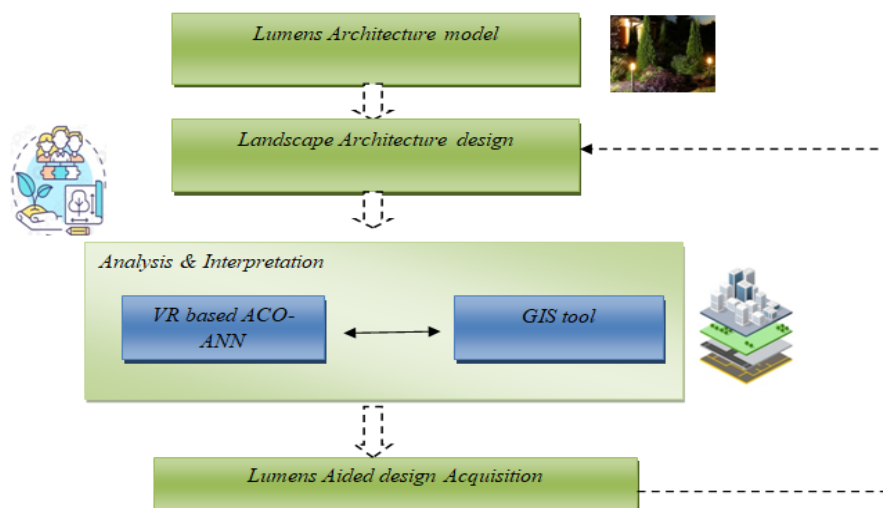 Lumens Architecture model
Landscape Architecture design
Analysis & Interpretation
VR based ACO-
ANN
GIS tool
Lumens Aided design Acquisition